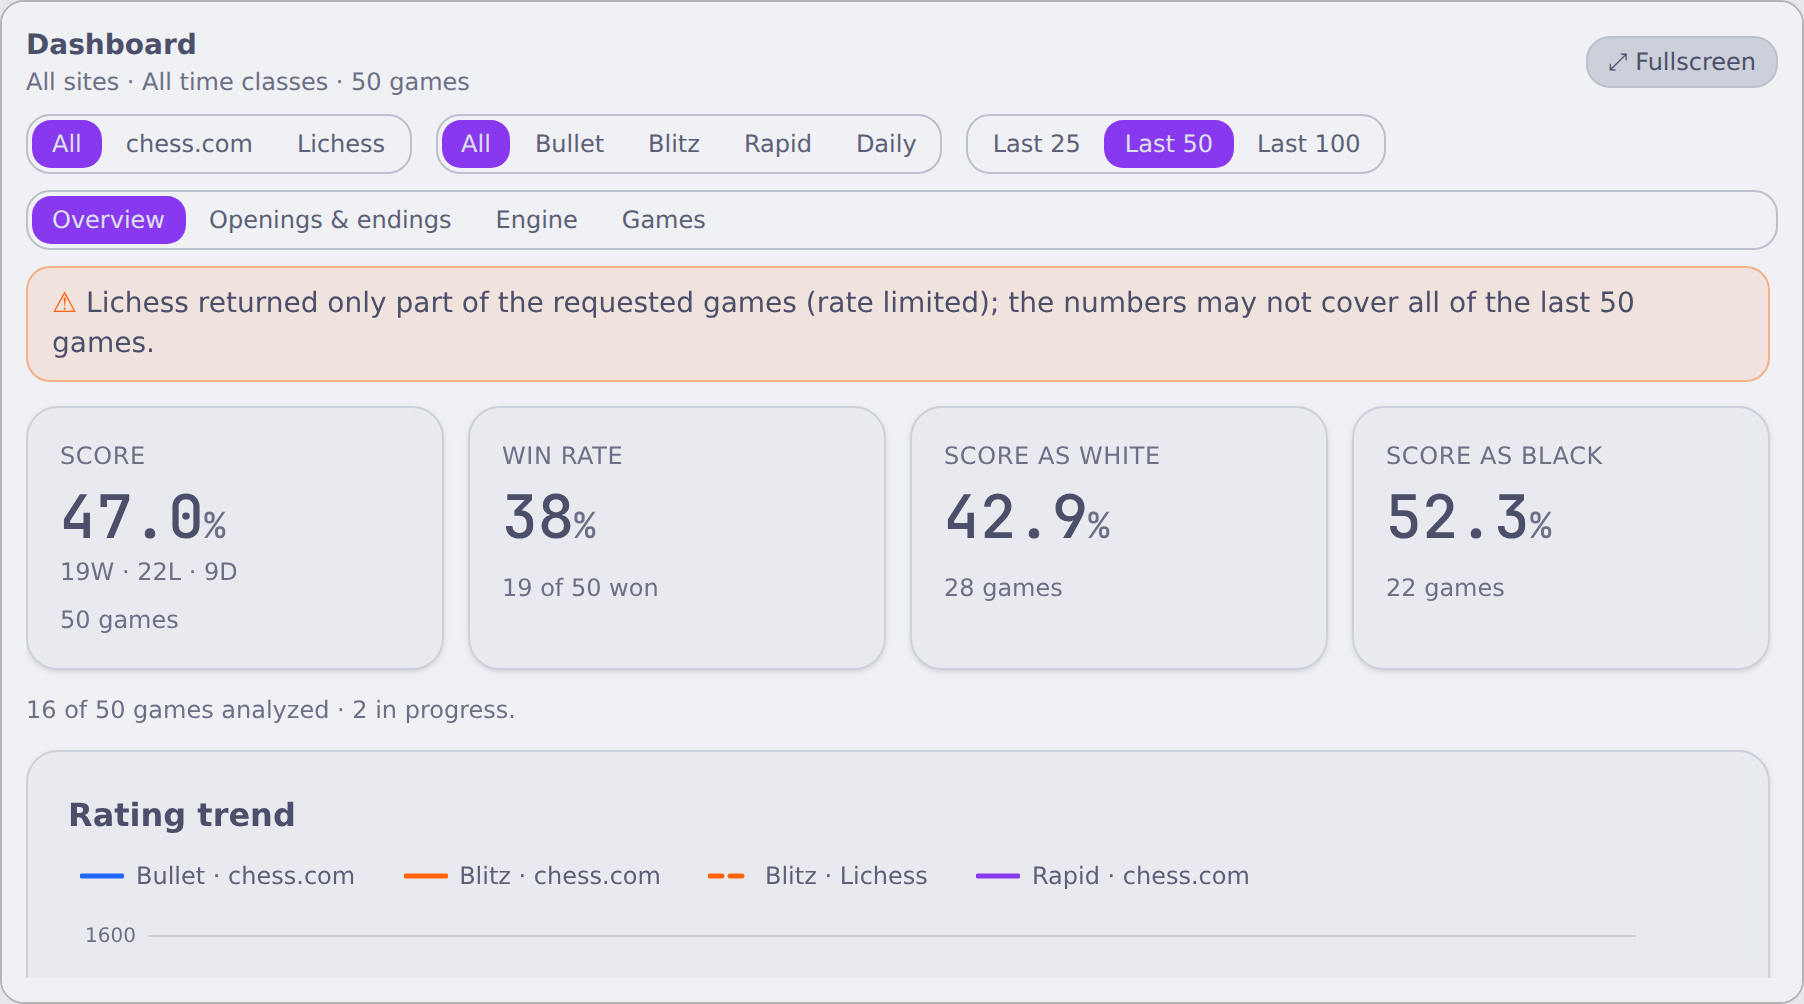 Dashboard
All sites · All time classes · 50 games
⤢ Fullscreen
All chess.com Lichess
All Bullet Blitz Rapid Daily
Last 25 Last 50 Last 100
Overview Openings & endings Engine Games
⚠ Lichess returned only part of the requested games (rate limited); the numbers may not cover all of the last 50
games.
SCORE
47.0%
19W · 22L · 9D
50 games
WIN RATE
38%
19 of 50 won
SCORE AS WHITE
42.9%
28 games
SCORE AS BLACK
52.3%
22 games
16 of 50 games analyzed · 2 in progress.
Rating trend
Bullet · chess.com Blitz · chess.com Blitz · Lichess Rapid · chess.com
1600